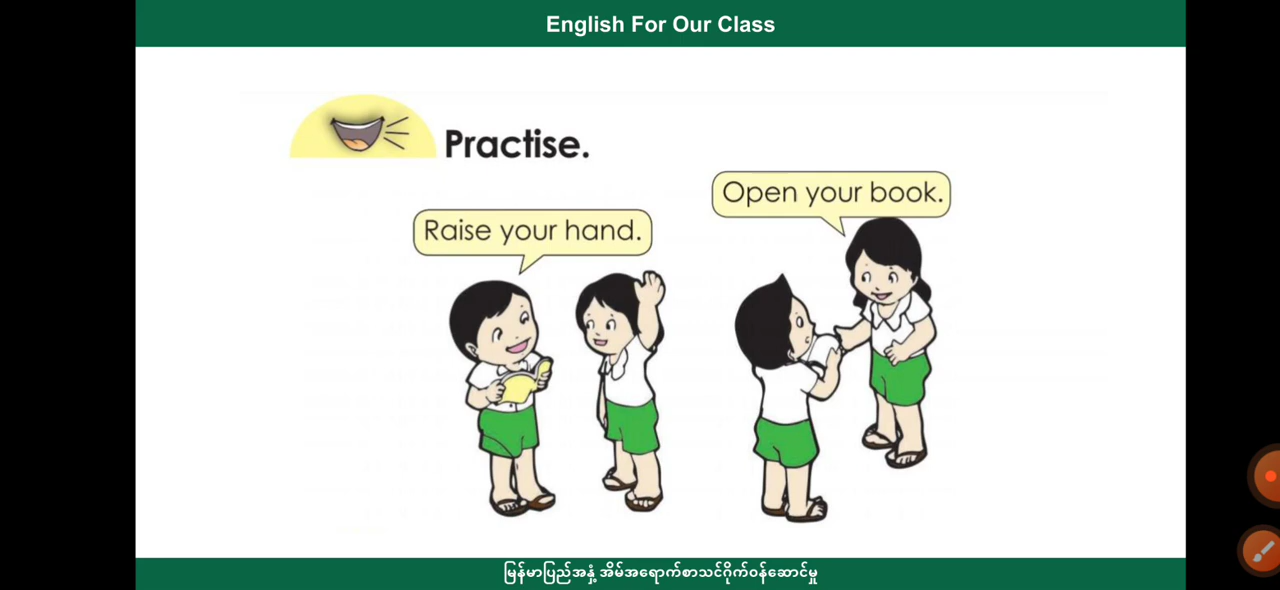 English For Our Class
Practise.
Open your book.
Raise your hand.
မြန်မာပြည်အနှံ့ အိမ်အရောက်စာသင်ဂိုက်ဝန်ဆောင်မှု